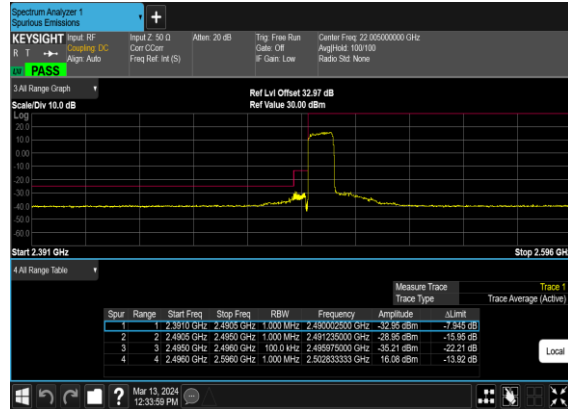 Spectrum Analyzer 1
Spurious Emissions
+
KEYSIGHT Input: RF Input Z: 50 Ω Atten: 20 dB Trig: Free Run Center Freq: 22.005000000 GHz
R T Coupling: DC Corr CCorr Gate: Off Avg|Hold: 100/100
Align: Auto Freq Ref: Int (S) IF Gain: Low Radio Std: None
PASS
3 All Range Graph
Ref Lvl Offset 32.97 dB
Scale/Div 10.0 dB Ref Value 30.00 dBm
Log
20.0
10.0
0.00
-10.0
-20.0
-30.0
-40.0
-50.0
-60.0
Start 2.391 GHz Stop 2.596 GH
4 All Range Table
Measure Trace Trace 1
Trace Type Trace Average (Active)
Spur Range Start Freq Stop Freq RBW Frequency Amplitude ΔLimit
1 1 2.3910 GHz 2.4905 GHz 1.000 MHz 2.490002500 GHz -32.95 dBm -7.945 dB
2 2 2.4905 GHz 2.4950 GHz 1.000 MHz 2.491235000 GHz -28.95 dBm -15.95 dB
3 3 2.4950 GHz 2.4960 GHz 100.0 kHz 2.495975000 GHz -35.21 dBm -22.21 dB
4 4 2.4960 GHz 2.5960 GHz 1.000 MHz 2.502833333 GHz 16.08 dBm -13.92 dB
Local
? Mar 13, 2024
12:33:59 PM